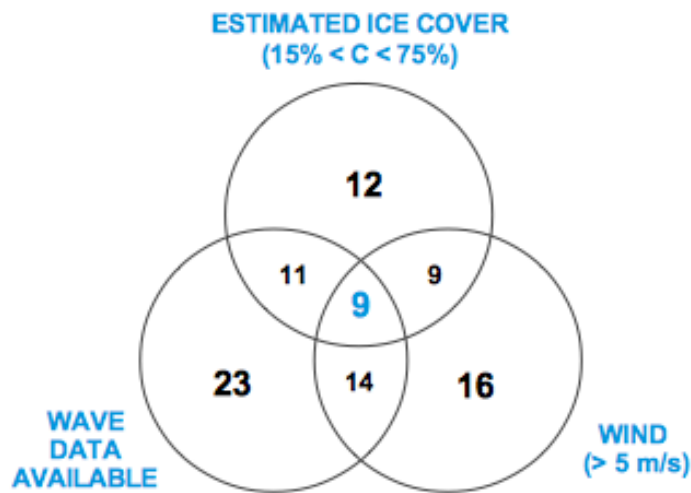 ESTIMATED ICE COVER
(15% < C < 75%)
12
11
9
9
23
14
16
WAVE
DATA
AVAILABLE
WIND
(> 5 m/s)